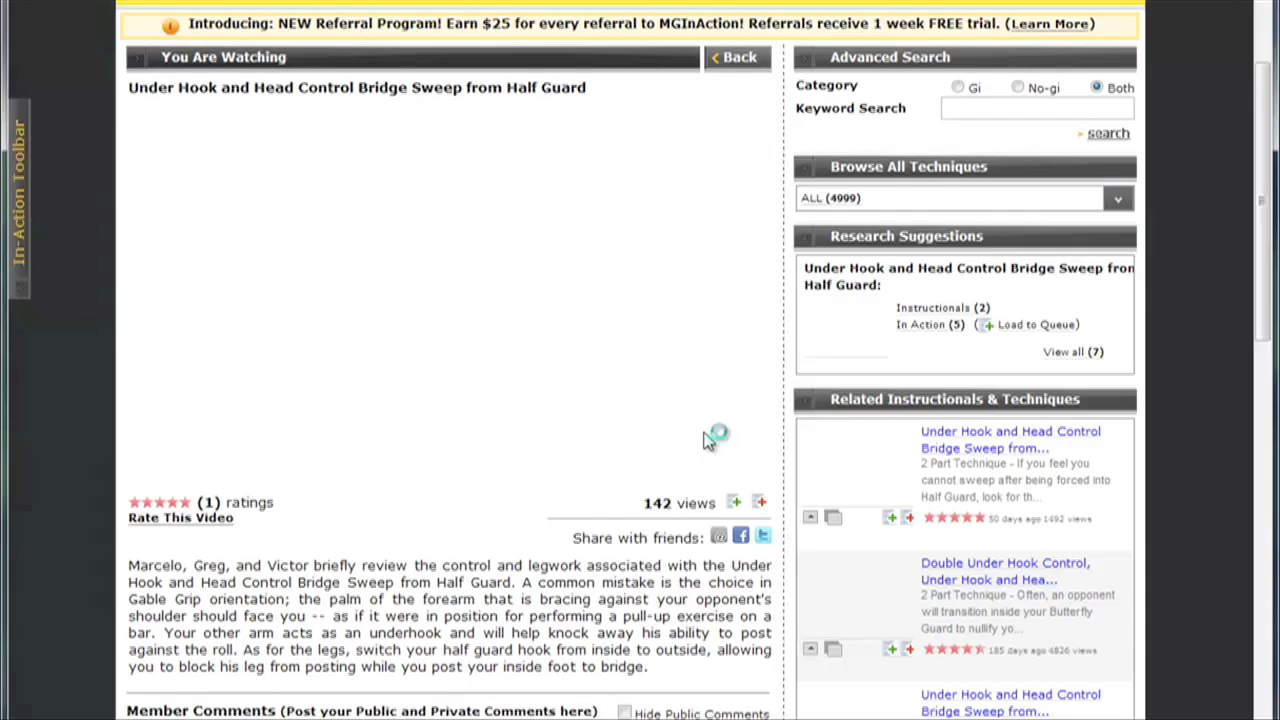 Introducing: NEW Referral Program! Earn $25 for every referral to MGInAction! Referrals receive 1 week FREE trial. (Learn More)
You Are Watching
Back
Under Hook and Head Control Bridge Sweep from Half Guard
In-Action Toolbar
(1) ratings
Rate This Video
142 views
Share with friends:
Marcelo, Greg, and Victor briefly review the control and legwork associated with the Under
Hook and Head Control Bridge Sweep from Half Guard. A common mistake is the choice in
Gable Grip orientation; the palm of the forearm that is bracing against your opponent's
shoulder should face you -- as if it were in position for performing a pull-up exercise on a
bar. Your other arm acts as an underhook and will help knock away his ability to post
against the roll. As for the legs, switch your half guard hook from inside to outside, allowing
you to block his leg from posting while you post your inside foot to bridge.
Member Comments (Post your Public and Private Comments here)
Hide Public Comments
Advanced Search
Category
Gi
No-gi
Both
Keyword Search
search
Browse All Techniques
ALL (4999)
Research Suggestions
Under Hook and Head Control Bridge Sweep from
Half Guard:
Instructionals (2)
In Action (5) ( Load to Queue)
View all (7)
Related Instructionals & Techniques
Under Hook and Head Control
Bridge Sweep from...
2 Part Technique - If you feel you
cannot sweep after being forced into
Half Guard, look for th...
50 days ago 1492 views
Double Under Hook Control,
Under Hook and Hea...
2 Part Technique - Often, an opponent
will transition inside your Butterfly
Guard to nullify yo...
185 days ago 4826 views
Under Hook and Head Control
Bridge Sweep from...